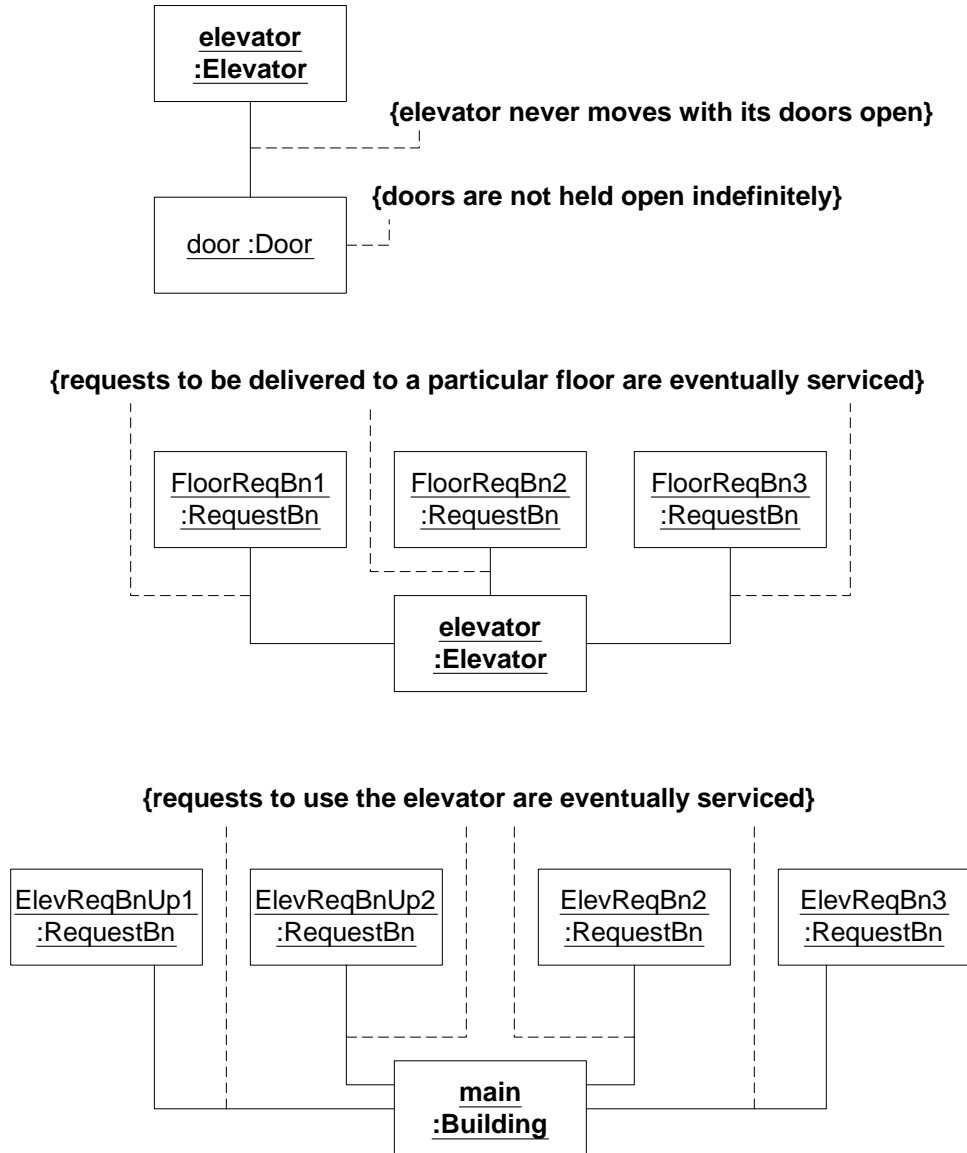 elevator
:Elevator
{elevator never moves with its doors open}
{doors are not held open indefinitely}
door :Door
{requests to be delivered to a particular floor are eventually serviced}
FloorReqBn1
:RequestBn
FloorReqBn2
:RequestBn
FloorReqBn3
:RequestBn
elevator
:Elevator
{requests to use the elevator are eventually serviced}
ElevReqBnUp1
:RequestBn
ElevReqBnUp2
:RequestBn
ElevReqBn2
:RequestBn
ElevReqBn3
:RequestBn
main
:Building